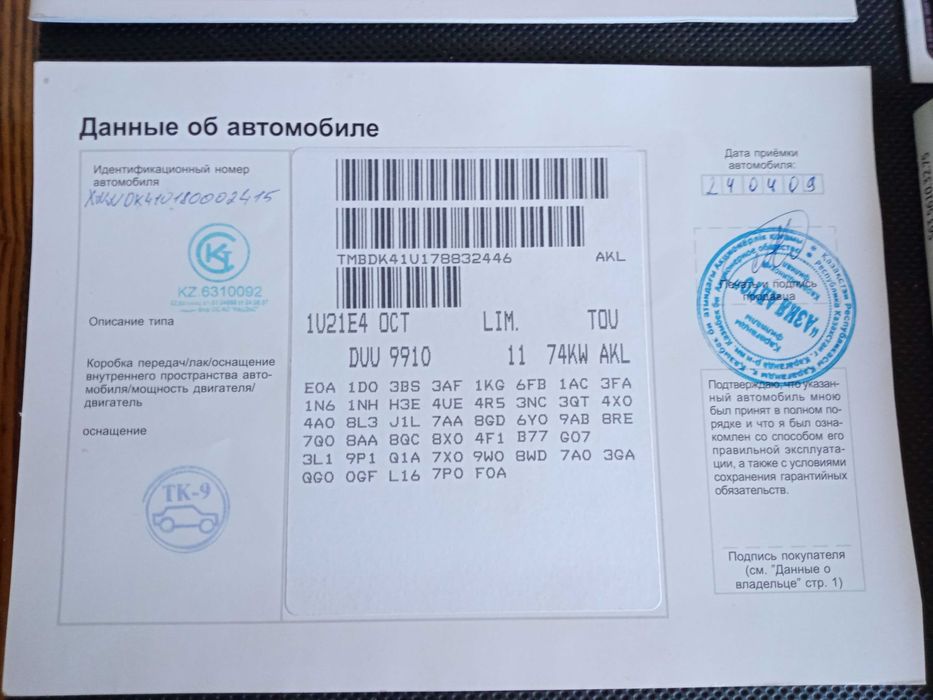 Данные об автомобиле
Идентификационный номер
автомобиля
KZ.6310092
Описание типа
Коробка передач/лак/оснащение
внутреннего пространства авто-
мобиля/мощность двигателя/
двигатель
оснащение
ТК-9
TMBDK41U178832446 AKL
1U21E4 OCT LIM. TOU
DUU 9910 11 74KW AKL
E0A 1D0 3BS 3AF 1KG 6FB 1AC 3FA
1N6 1NH H3E 4UE 4R5 3NC 3QT 4X0
4A0 8L3 J1L 7AA 8GD 6Y0 9AB 8RE
7Q0 8AA 8QC 8X0 4F1 B77 G07
3L1 9P1 Q1A 7X0 9W0 8WD 7A0 3GA
QG0 0GF L16 7P0 F0A
Дата приёмки
автомобиля:
240409
Печать и подпись
продавца
Подтверждаю, что указан-
ный автомобиль мною
был принят в полном по-
рядке и что я был озна-
комлен со способом его
правильной эксплуата-
ции, а также с условиями
сохранения гарантийных
обязательств.
Подпись покупателя
(см. "Данные о
владельце" стр. 1)